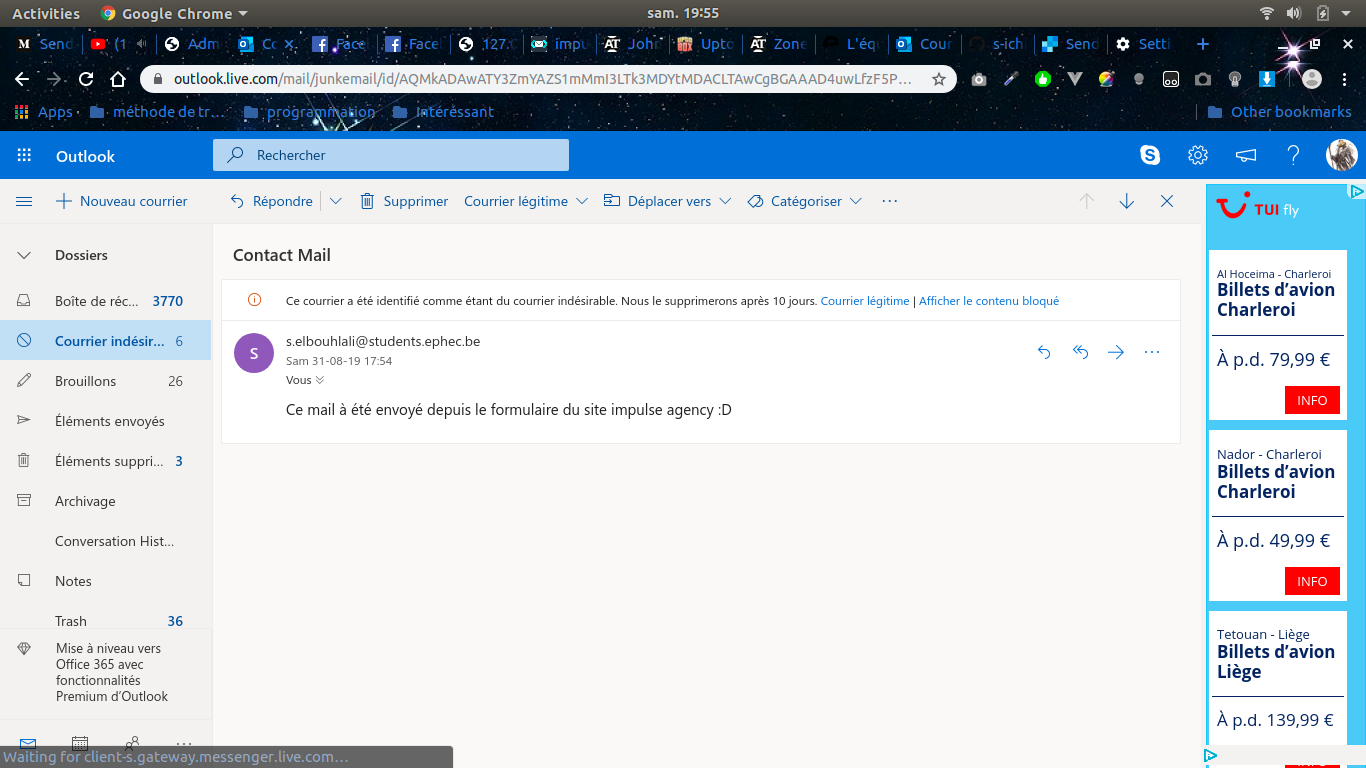 Activities Google Chrome sam. 19:55
Send (1 Adm Co Face Face 127.0 impu John Upto Zone L'équ Cour s-ich Send Setti
outlook.live.com/mail/junkemail/id/AQMkADAwATY3ZmYAZS1mMmI3LTk3MDYtMDACLTAwCgBGAAAD4uwLfzF5P...
Apps méthode de tr... programmation Intéressant Other bookmarks
Outlook Rechercher
Nouveau courrier Répondre Supprimer Courrier légitime Déplacer vers Catégoriser ...
Dossiers
Boîte de réc... 3770
Courrier indésir... 6
Brouillons 26
Éléments envoyés
Éléments suppri... 3
Archivage
Conversation Hist...
Notes
Trash 36
Mise à niveau vers
Office 365 avec
fonctionnalités
Premium d'Outlook
Waiting for client-s.gateway.messenger.live.com...
Contact Mail
Ce courrier a été identifié comme étant du courrier indésirable. Nous le supprimerons après 10 jours. Courrier légitime | Afficher le contenu bloqué
S
s.elbouhlali@students.ephec.be
Sam 31-08-19 17:54
Vous
Ce mail à été envoyé depuis le formulaire du site impulse agency :D
TUI fly
Al Hoceima - Charleroi
Billets d'avion
Charleroi
À p.d. 79,99 €
INFO
Nador - Charleroi
Billets d'avion
Charleroi
À p.d. 49,99 €
INFO
Tetouan - Liège
Billets d'avion
Liège
À p.d. 139,99 €